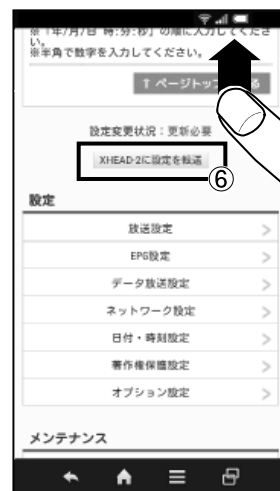 ※「年/月/日 時:分:秒」の順に入力してくださ
い。
※半角で数字を入力してください。
↑ ページトップ る
設定変更状況：更新必要
XHEAD-2に設定を転送
⑥
設定
放送設定
EPG設定
データ放送設定
ネットワーク設定
日付・時刻設定
著作権保護設定
オプション設定
メンテナンス